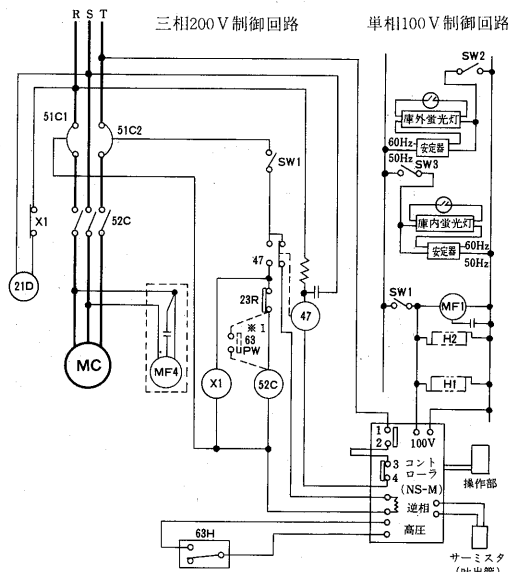 三相200V制御回路
単相100V制御回路
R S T
SW2
51C1
51C2
庫外蛍光灯
60Hz
安定器
50Hz
SW3
SW1
庫内蛍光灯
X1
52C
安定器
60Hz
50Hz
21D
47
SW1
MF1
23R
47
※1
63
PW
H2
MC
MF4
X1
52C
H1
1
2
100V
3
4
コント
ローラ
(NS-M)
操作部
逆相
高圧
63H
サーミスタ
(吐出管)